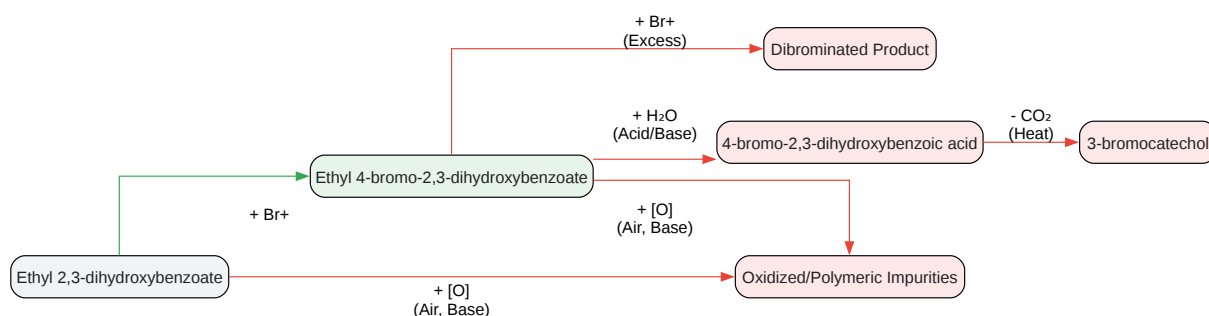 + Br+
(Excess)
Dibrominated Product
+ H₂O
(Acid/Base)
- CO₂
(Heat)
4-bromo-2,3-dihydroxybenzoic acid
3-bromocatechol
Ethyl 4-bromo-2,3-dihydroxybenzoate
+ Br+
+ [O]
(Air, Base)
Ethyl 2,3-dihydroxybenzoate
Oxidized/Polymeric Impurities
+ [O]
(Air, Base)